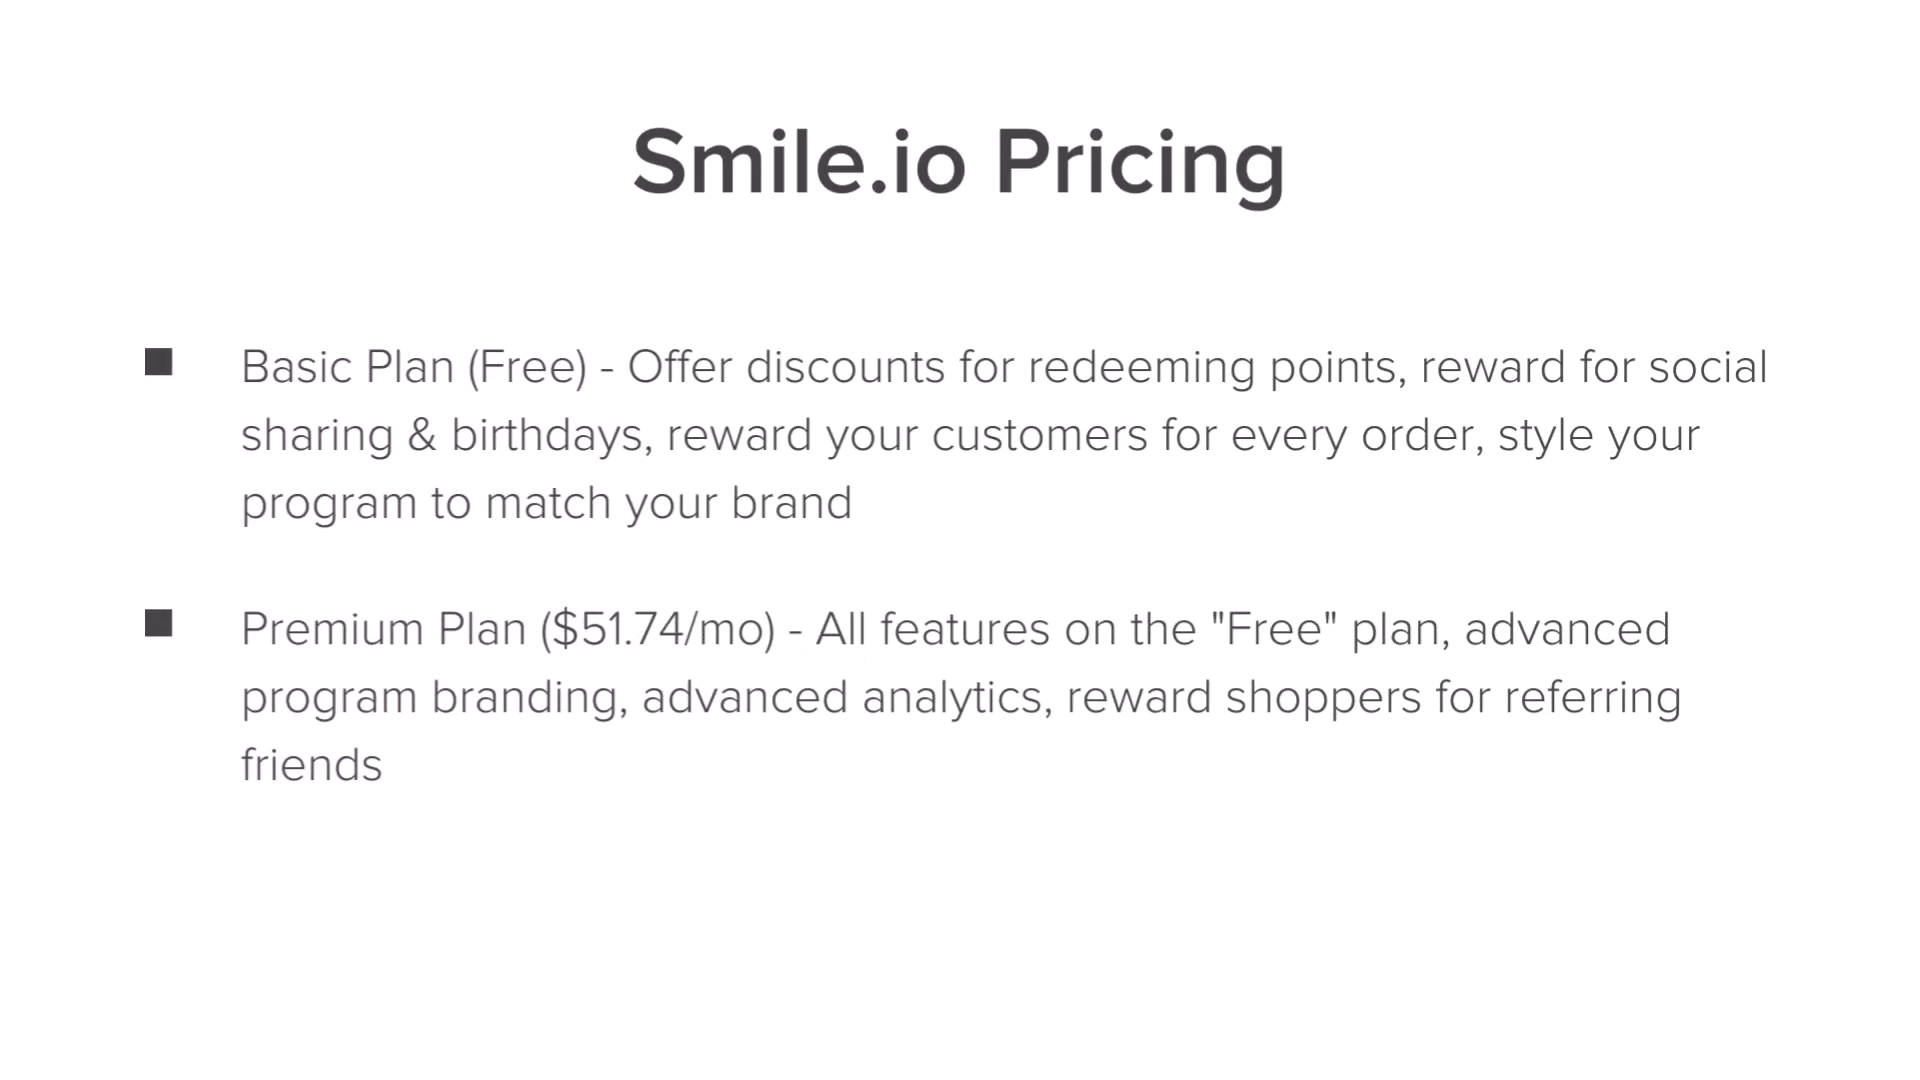 Smile.io Pricing
■ Basic Plan (Free) - Offer discounts for redeeming points, reward for social
sharing & birthdays, reward your customers for every order, style your
program to match your brand
■ Premium Plan ($51.74/mo) - All features on the "Free" plan, advanced
program branding, advanced analytics, reward shoppers for referring
friends